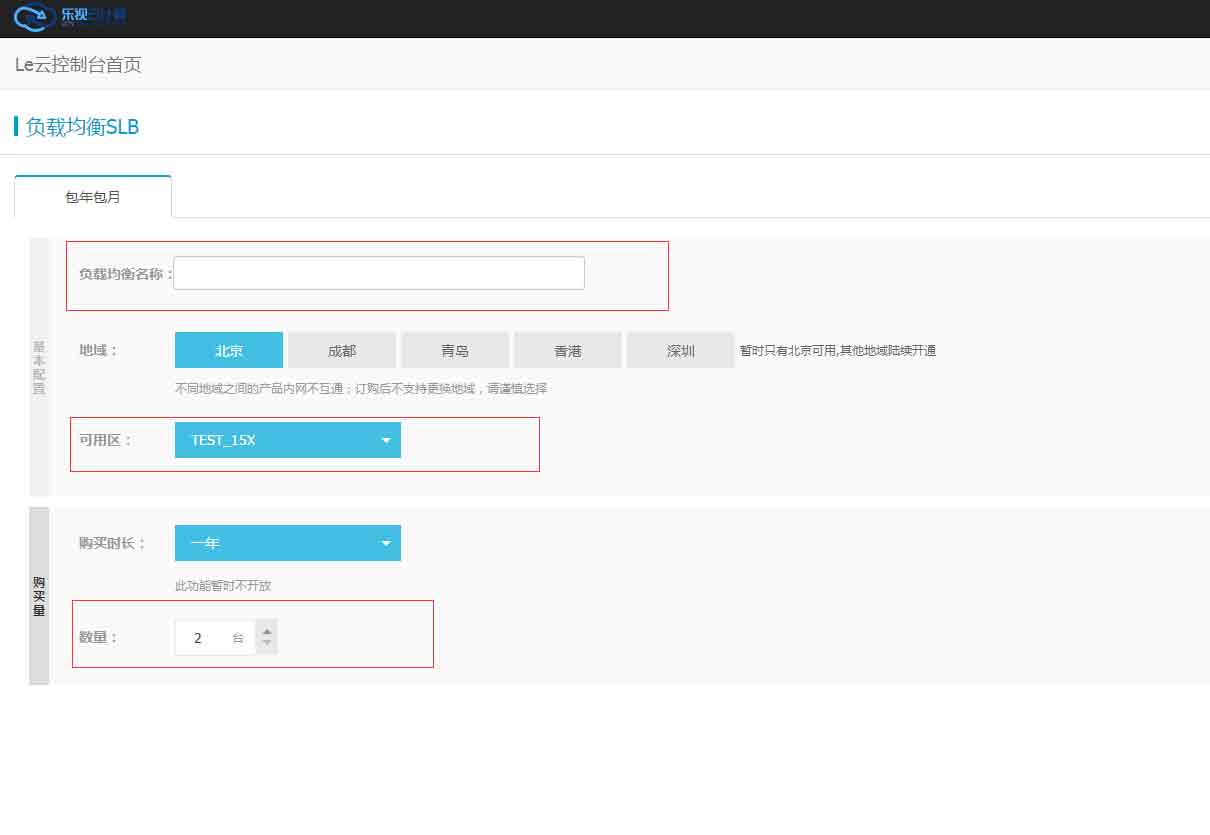 乐视云计算
Le云控制台首页
负载均衡SLB
包年包月
基本配置
负载均衡名称：
地域：
北京
成都
青岛
香港
深圳
暂时只有北京可用,其他地域陆续开通
不同地域之间的产品内网不互通；订购后不支持更换地域，请谨慎选择
可用区：
TEST_15X
购买量
购买时长：
一年
此功能暂时不开放
数量：
2
台